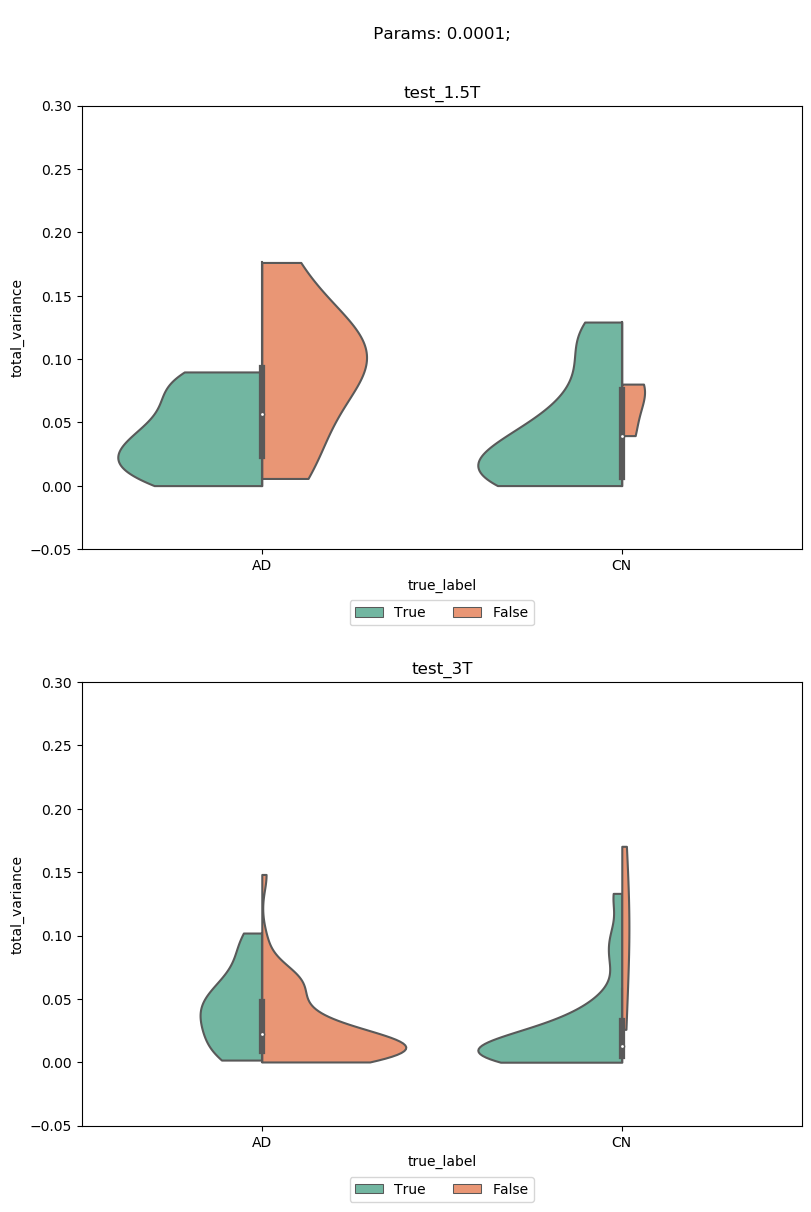 Params: 0.0001;
test_1.5T
0.30
0.25
0.20
0.15
0.10
0.05
0.00
−0.05
total_variance
AD CN
true_label
True False
test_3T
0.30
0.25
0.20
0.15
0.10
0.05
0.00
−0.05
total_variance
AD CN
true_label
True False